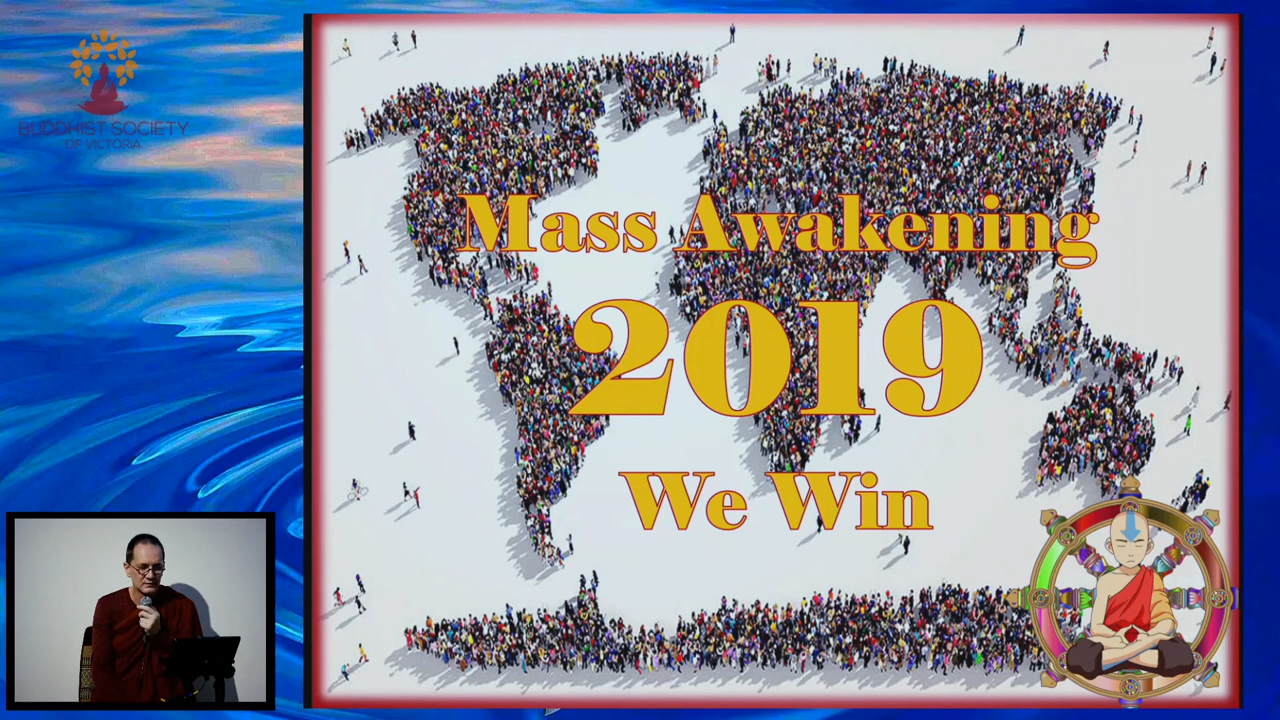 BUDDHIST SOCIETY
OF VICTORIA
Mass Awakening
2019
We Win